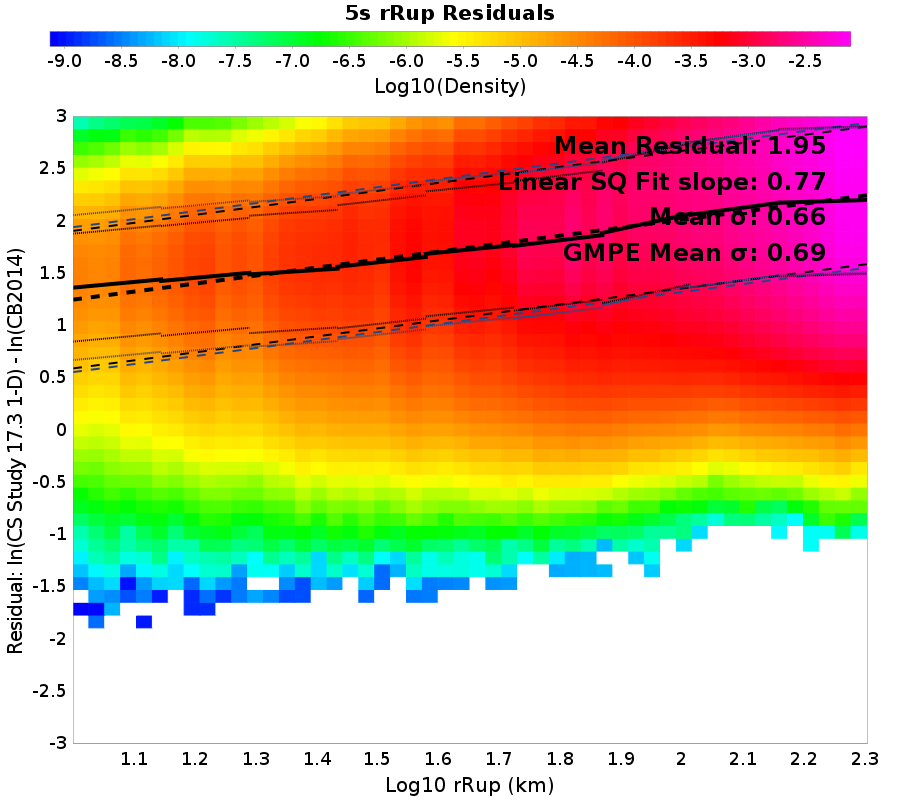 5s rRup Residuals
-9.0 -8.5 -8.0 -7.5 -7.0 -6.5 -6.0 -5.5 -5.0 -4.5 -4.0 -3.5 -3.0 -2.5
Log10(Density)
Residual: ln(CS Study 17.3 1-D) - ln(CB2014)
3
2.5
2
1.5
1
0.5
0
-0.5
-1
-1.5
-2
-2.5
-3
Mean Residual: 1.95
Linear SQ Fit slope: 0.77
Mean σ: 0.66
GMPE Mean σ: 0.69
1.1 1.2 1.3 1.4 1.5 1.6 1.7 1.8 1.9 2 2.1 2.2 2.3
Log10 rRup (km)